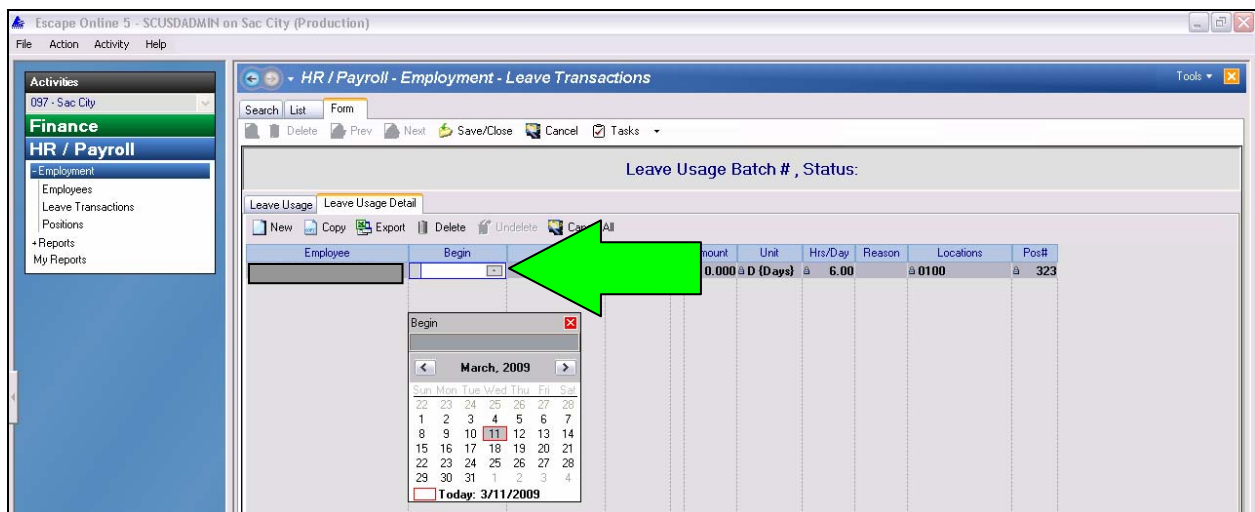 Escape Online 5 - SCUSDADMIN on Sac City (Production)
File Action Activity Help
Activities
097 - Sac City
Finance
HR / Payroll
- Employment
Employees
Leave Transactions
Positions
+ Reports
My Reports
HR / Payroll - Employment - Leave Transactions
Tools
Search List Form
Delete Prev Next Save/Close Cancel Tasks
Leave Usage Batch # , Status:
Leave Usage Leave Usage Detail
New Copy Export Delete Undelete All
Employee Begin Unit Hrs/Day Reason Locations Pos#
0.000 D {Days} 6.00 0100 323
Begin
March, 2009
Sun Mon Tue Wed Thu Fri Sat
22 23 24 25 26 27 28
1 2 3 4 5 6 7
8 9 10 11 12 13 14
15 16 17 18 19 20 21
22 23 24 25 26 27 28
29 30 31 1 2 3 4
Today: 3/11/2009